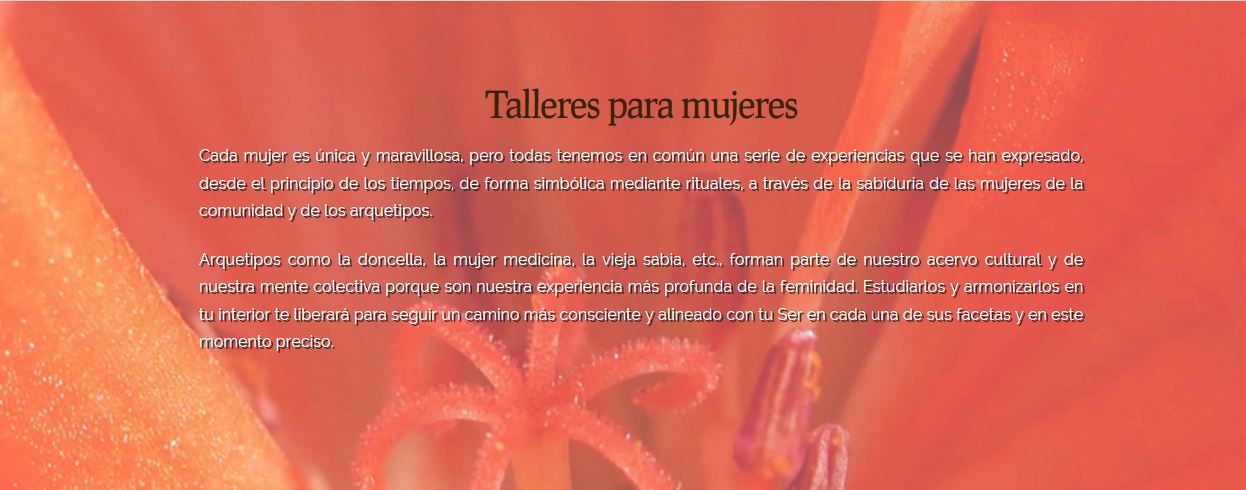 Talleres para mujeres
Cada mujer es única y maravillosa, pero todas tenemos en común una serie de experiencias que se han expresado,
desde el principio de los tiempos, de forma simbólica mediante rituales, a través de la sabiduría de las mujeres de la
comunidad y de los arquetipos.
Arquetipos como la doncella, la mujer medicina, la vieja sabia, etc., forman parte de nuestro acervo cultural y de
nuestra mente colectiva porque son nuestra experiencia más profunda de la feminidad. Estudiarlos y armonizarlos en
tu interior te liberará para seguir un camino más consciente y alineado con tu Ser en cada una de sus facetas y en este
momento preciso.